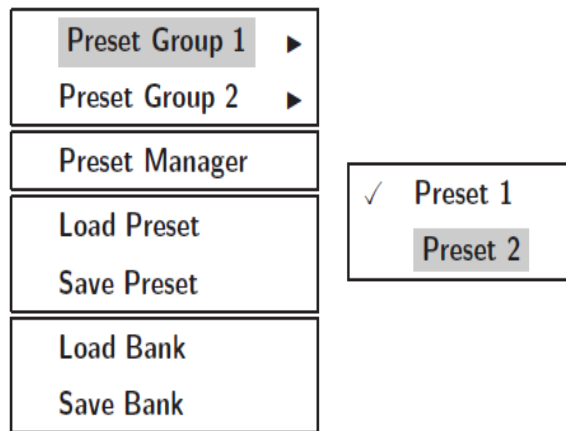 Preset Group 1 ▶
Preset Group 2 ▶
Preset Manager
Load Preset
Save Preset
Load Bank
Save Bank
✓ Preset 1
Preset 2